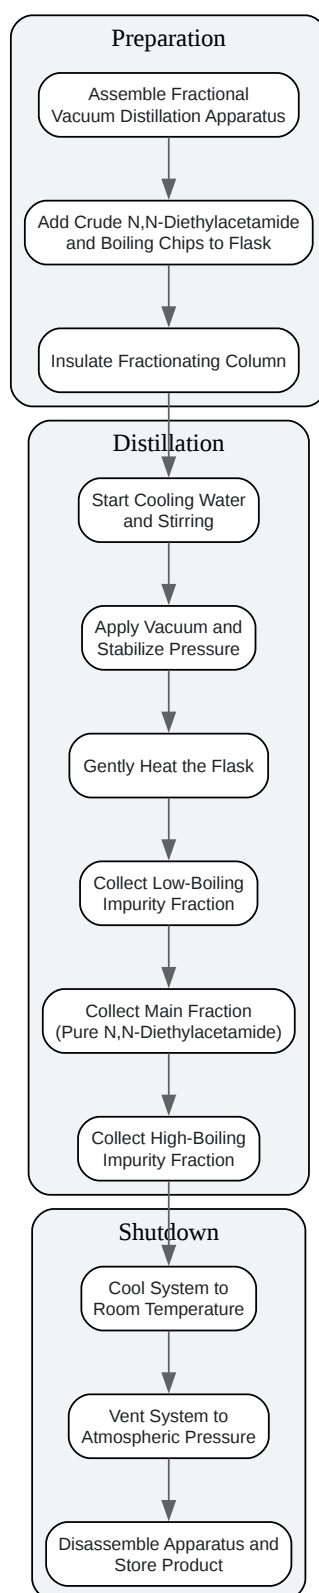 Preparation
Assemble Fractional
Vacuum Distillation Apparatus
Add Crude N,N-Diethylacetamide
and Boiling Chips to Flask
Insulate Fractionating Column
Distillation
Start Cooling Water
and Stirring
Apply Vacuum and
Stabilize Pressure
Gently Heat the Flask
Collect Low-Boiling
Impurity Fraction
Collect Main Fraction
(Pure N,N-Diethylacetamide)
Collect High-Boiling
Impurity Fraction
Shutdown
Cool System to
Room Temperature
Vent System to
Atmospheric Pressure
Disassemble Apparatus and
Store Product